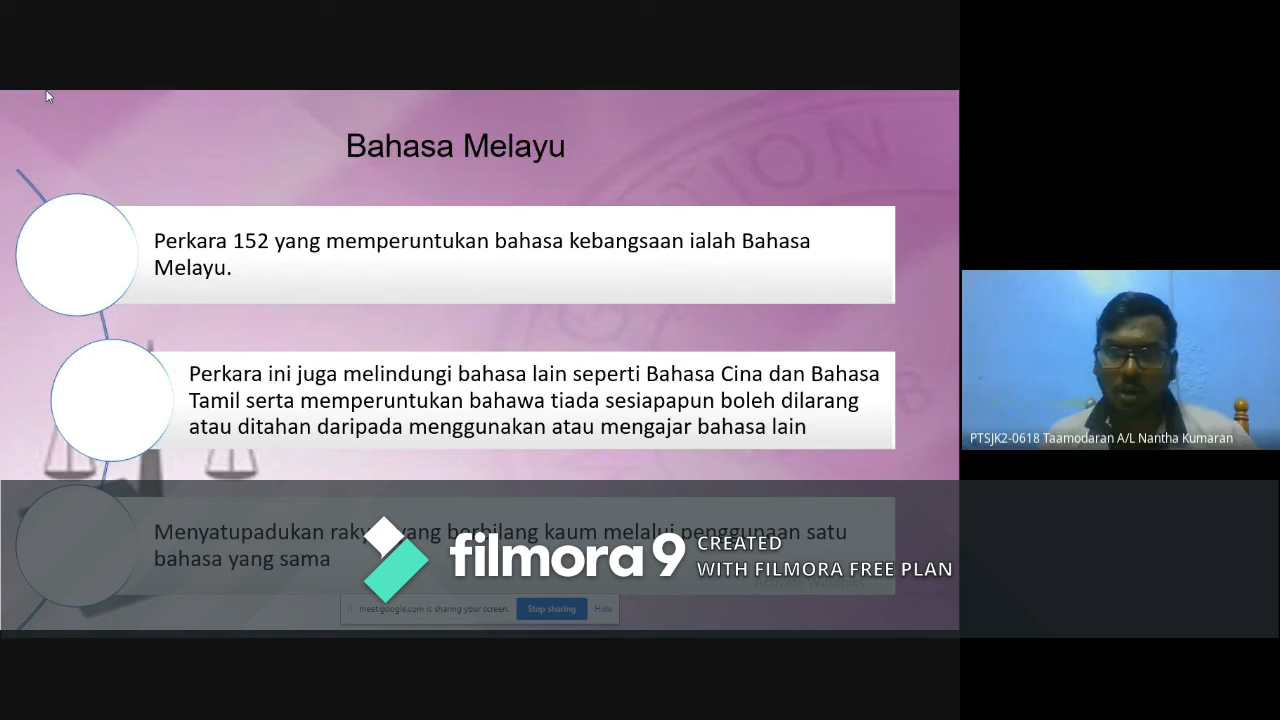 Bahasa Melayu
Perkara 152 yang memperuntukan bahasa kebangsaan ialah Bahasa
Melayu.
Perkara ini juga melindungi bahasa lain seperti Bahasa Cina dan Bahasa
Tamil serta memperuntukan bahawa tiada sesiapapun boleh dilarang
atau ditahan daripada menggunakan atau mengajar bahasa lain
Menyatupadukan rakyat yang berbilang kaum melalui penggunaan satu
bahasa yang sama
filmora 9
CREATED
WITH FILMORA FREE PLAN
Activate Windows
meet.google.com is sharing your screen.
Stop sharing
Hide
PTSJK2-0618 Taamodaran A/L Nantha Kumaran